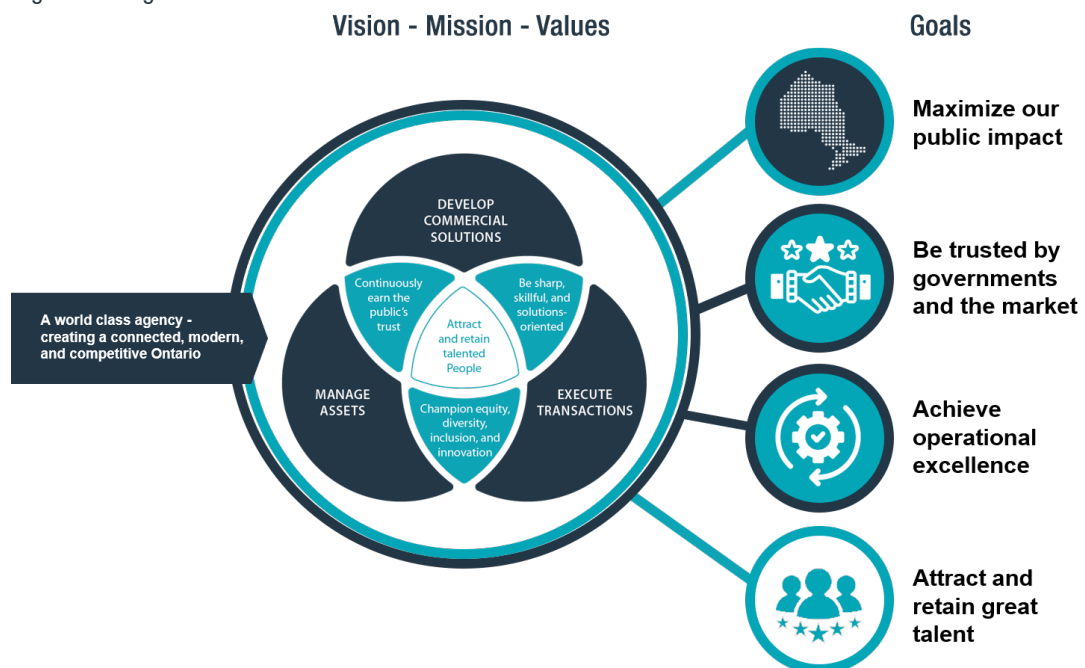 Vision - Mission - Values
Goals
A world class agency -
creating a connected, modern,
and competitive Ontario
DEVELOP
COMMERCIAL
SOLUTIONS
Continuously
earn the
public's
trust
Be sharp,
skillful, and
solutions-
oriented
Attract
and retain
talented
People
MANAGE
ASSETS
EXECUTE
TRANSACTIONS
Champion equity,
diversity,
inclusion, and
innovation
Maximize our
public impact
Be trusted by
governments
and the market
Achieve
operational
excellence
Attract and
retain great
talent